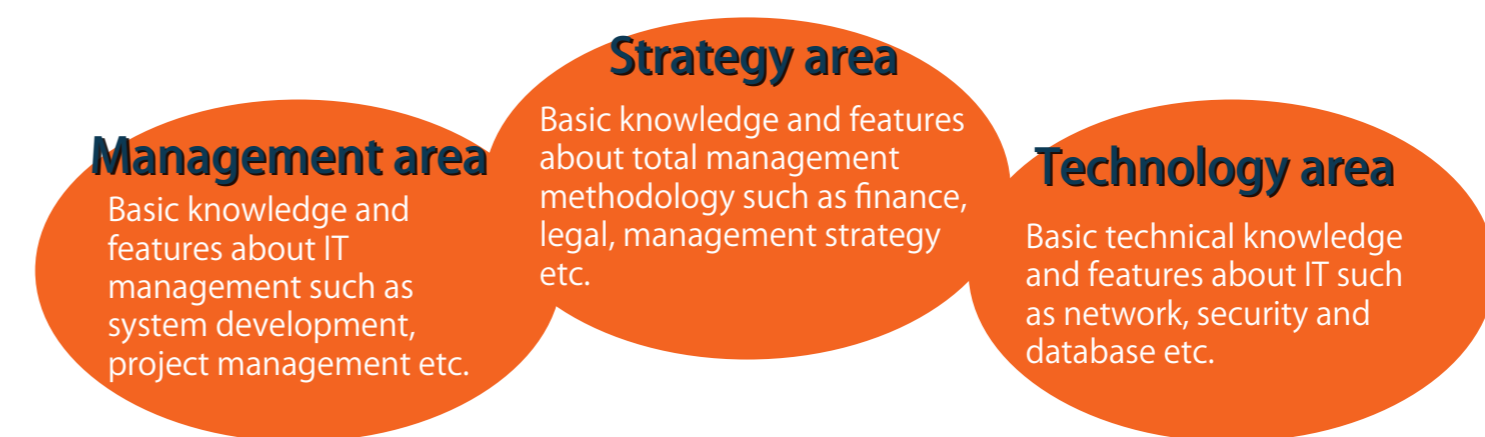 Management area
Basic knowledge and
features about IT
management such as
system development,
project management etc.
Strategy area
Basic knowledge and features
about total management
methodology such as finance,
legal, management strategy
etc.
Technology area
Basic technical knowledge
and features about IT such
as network, security and
database etc.